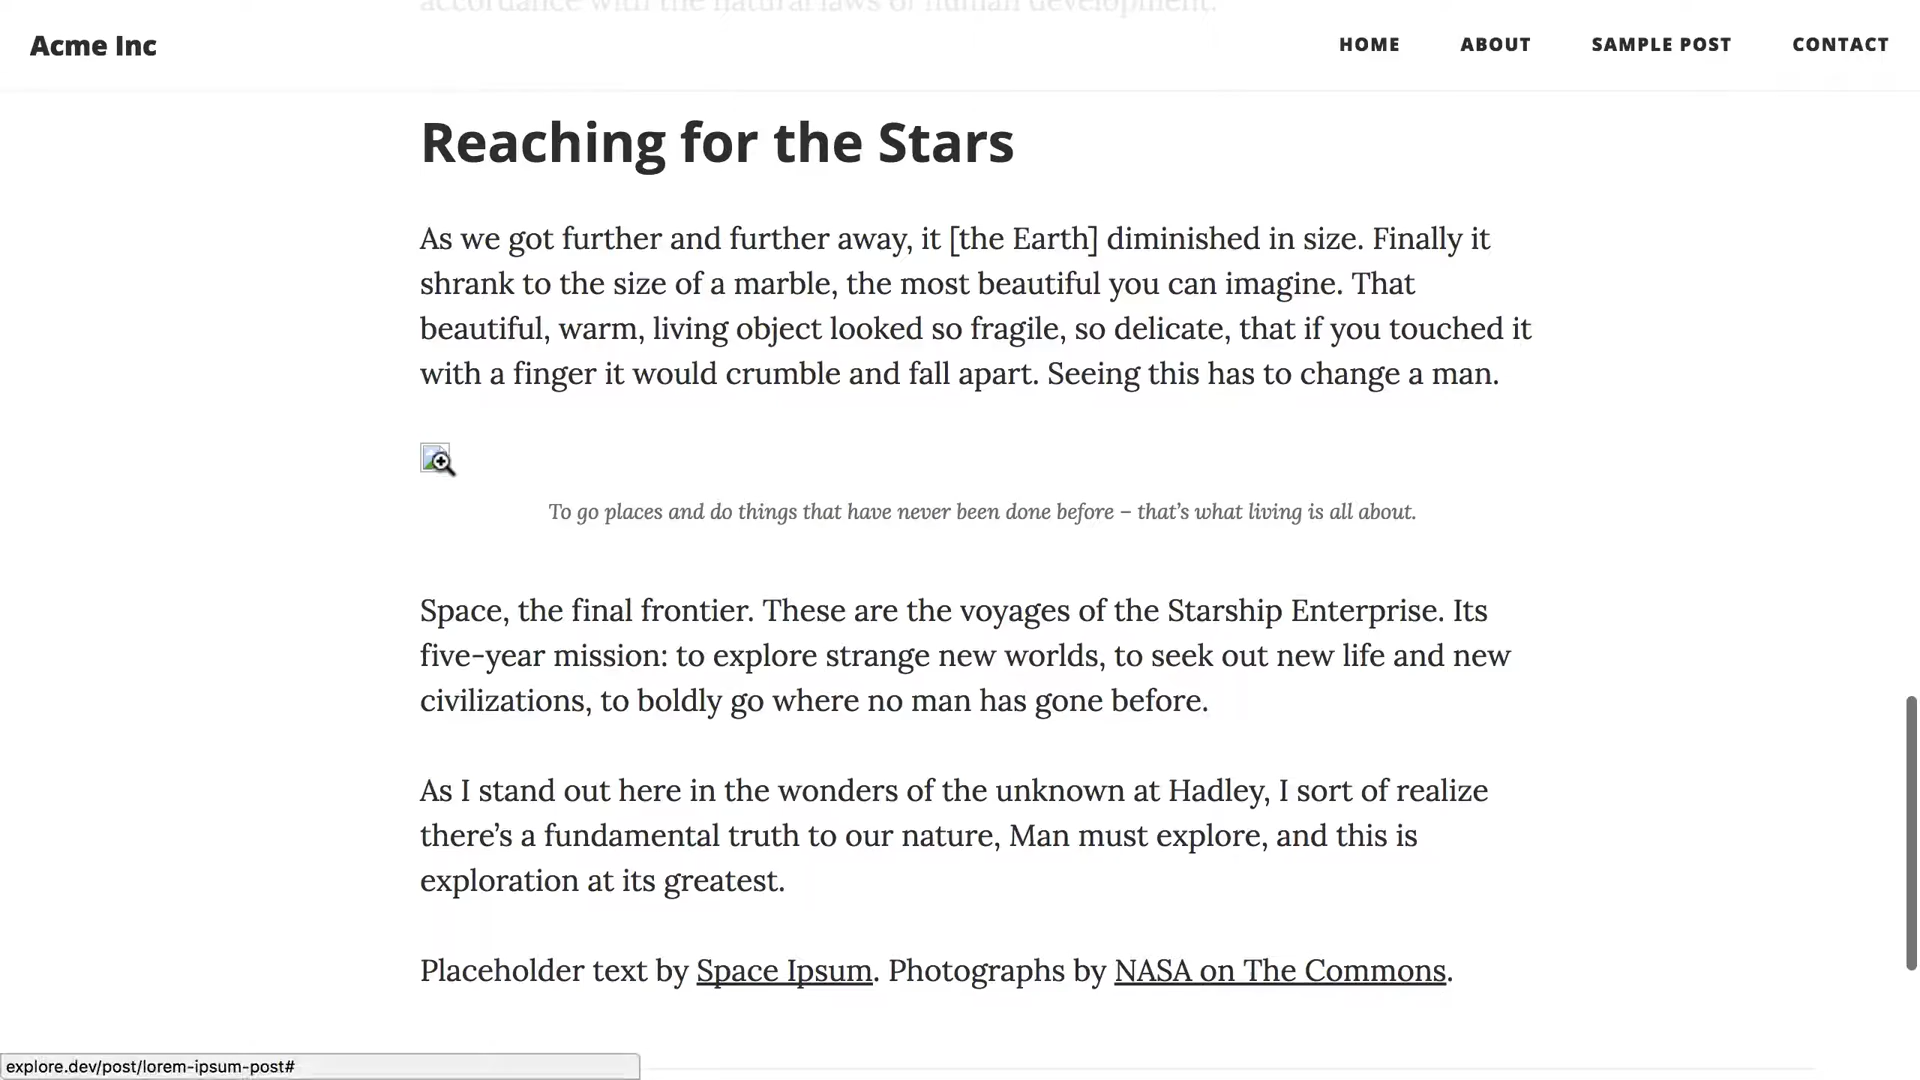 accordance with the natural laws of human development.
Acme Inc
HOME
ABOUT
SAMPLE POST
CONTACT
Reaching for the Stars
As we got further and further away, it [the Earth] diminished in size. Finally it
shrank to the size of a marble, the most beautiful you can imagine. That
beautiful, warm, living object looked so fragile, so delicate, that if you touched it
with a finger it would crumble and fall apart. Seeing this has to change a man.
To go places and do things that have never been done before – that’s what living is all about.
Space, the final frontier. These are the voyages of the Starship Enterprise. Its
five-year mission: to explore strange new worlds, to seek out new life and new
civilizations, to boldly go where no man has gone before.
As I stand out here in the wonders of the unknown at Hadley, I sort of realize
there’s a fundamental truth to our nature, Man must explore, and this is
exploration at its greatest.
Placeholder text by Space Ipsum. Photographs by NASA on The Commons.
explore.dev/post/lorem-ipsum-post#